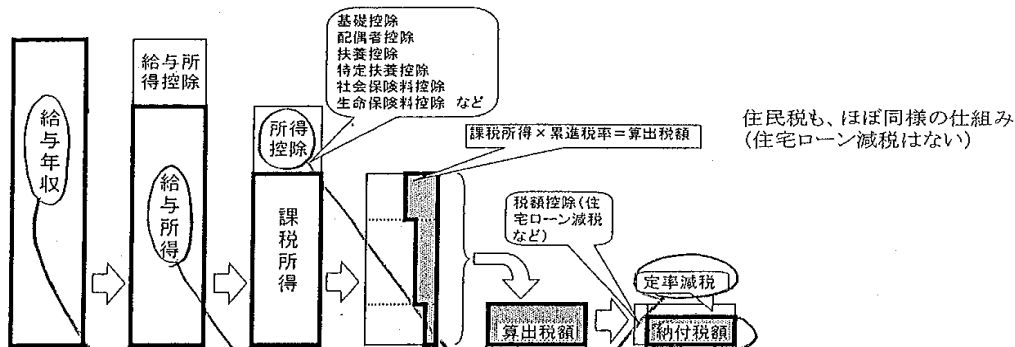 給与年収
給与所
得控除
給与所得
所得
控除
課税所得
基礎控除
配偶者控除
扶養控除
特定扶養控除
社会保険料控除
生命保険料控除 など
課税所得×累進税率=算出税額
算出税額
税額控除(住
宅ローン減税
など)
定率減税
納付税額
住民税も、ほぼ同様の仕組み
(住宅ローン減税はない)